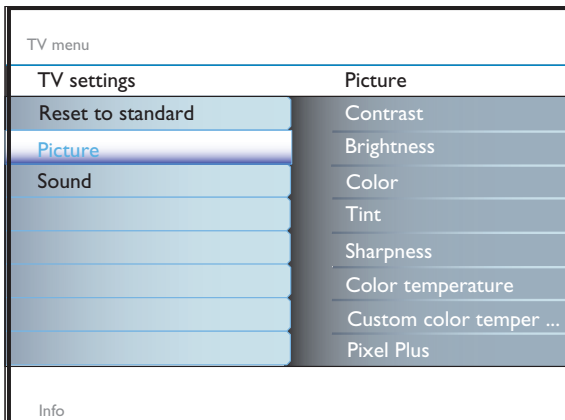 TV menu
TV settings
Picture
Reset to standard
Contrast
Picture
Brightness
Sound
Color
Tint
Sharpness
Color temperature
Custom color temper ...
Pixel Plus
Info